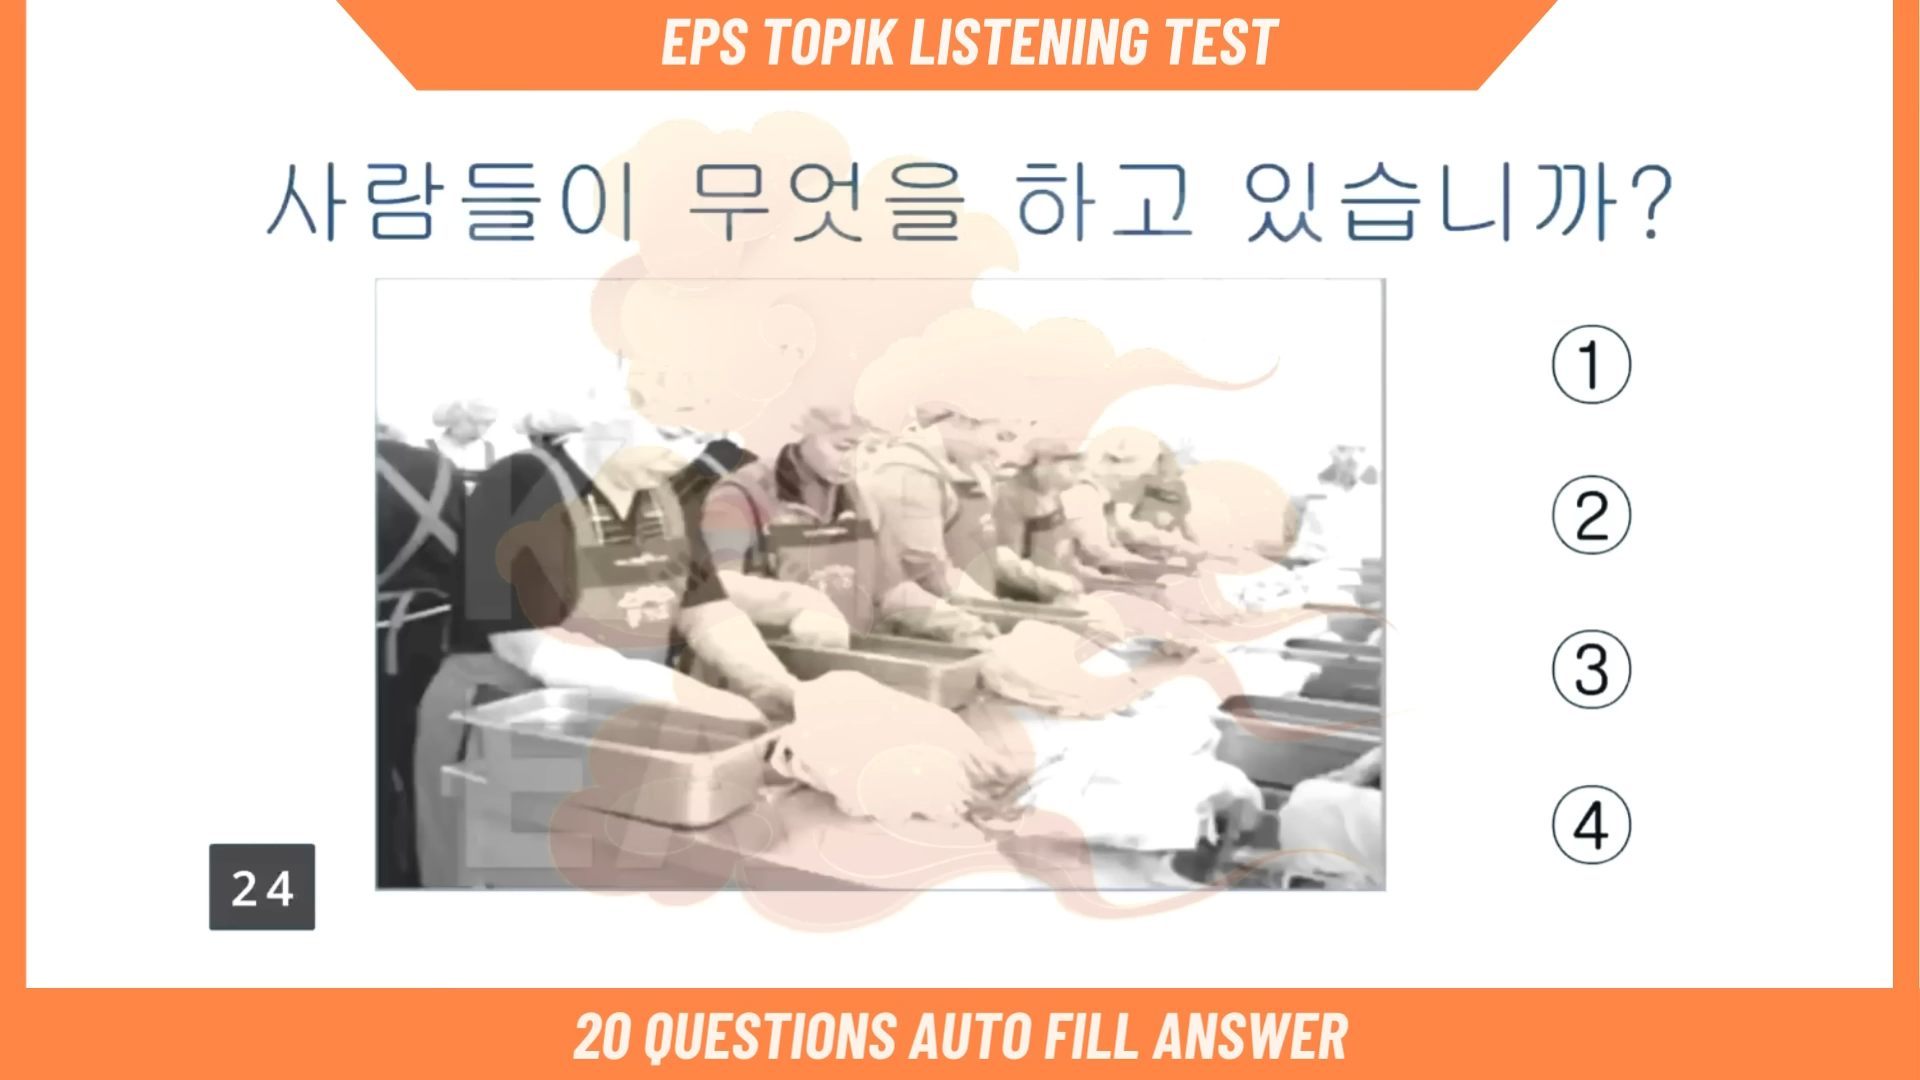 EPS TOPIK LISTENING TEST
사람들이 무엇을 하고 있습니까?
①
②
③
④
24
20 QUESTIONS AUTO FILL ANSWER